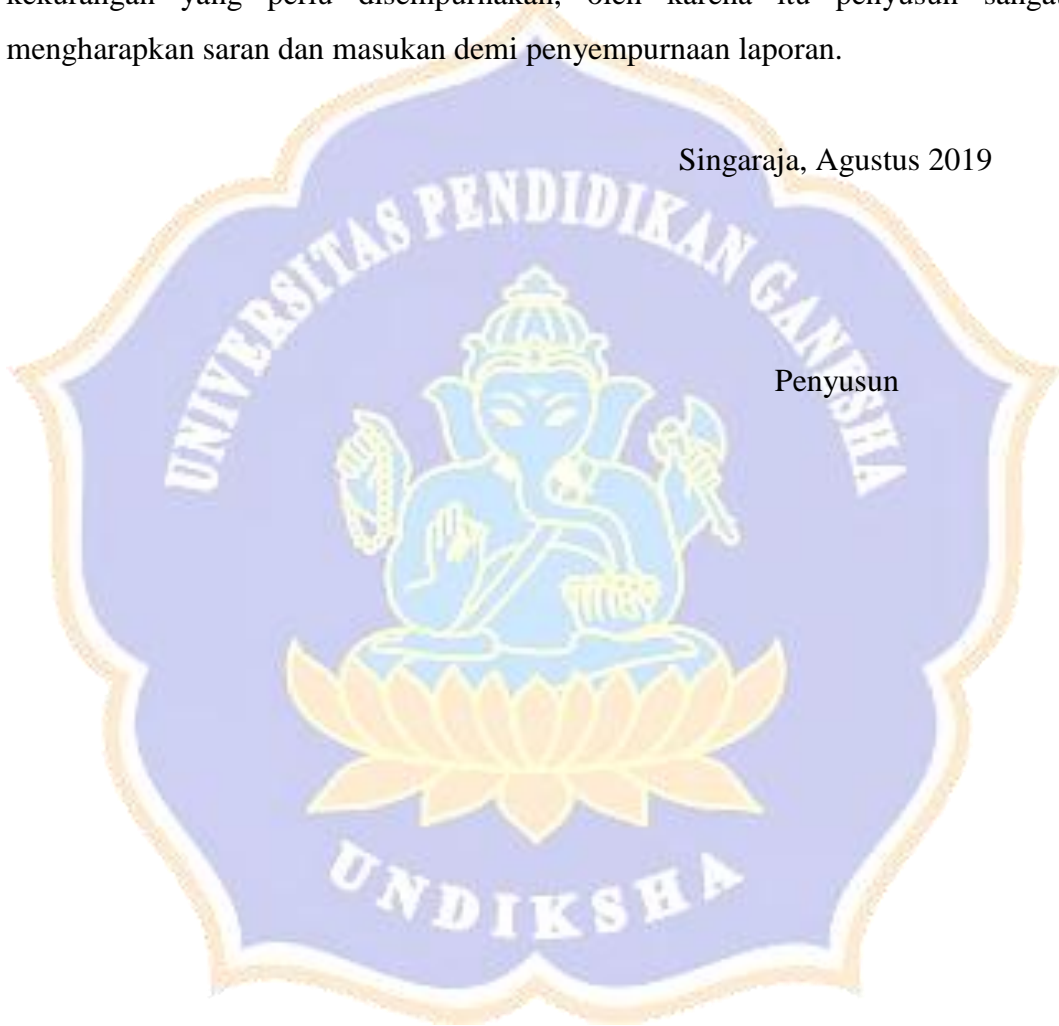 kekurangan yang perlu disempurnakan, oleh karena itu penyusun sangat
mengharapkan saran dan masukan demi penyempurnaan laporan.
Singaraja, Agustus 2019
UNIVERSITAS PENDIDIKAN GANESHA
Penyusun
UNDIKSHA